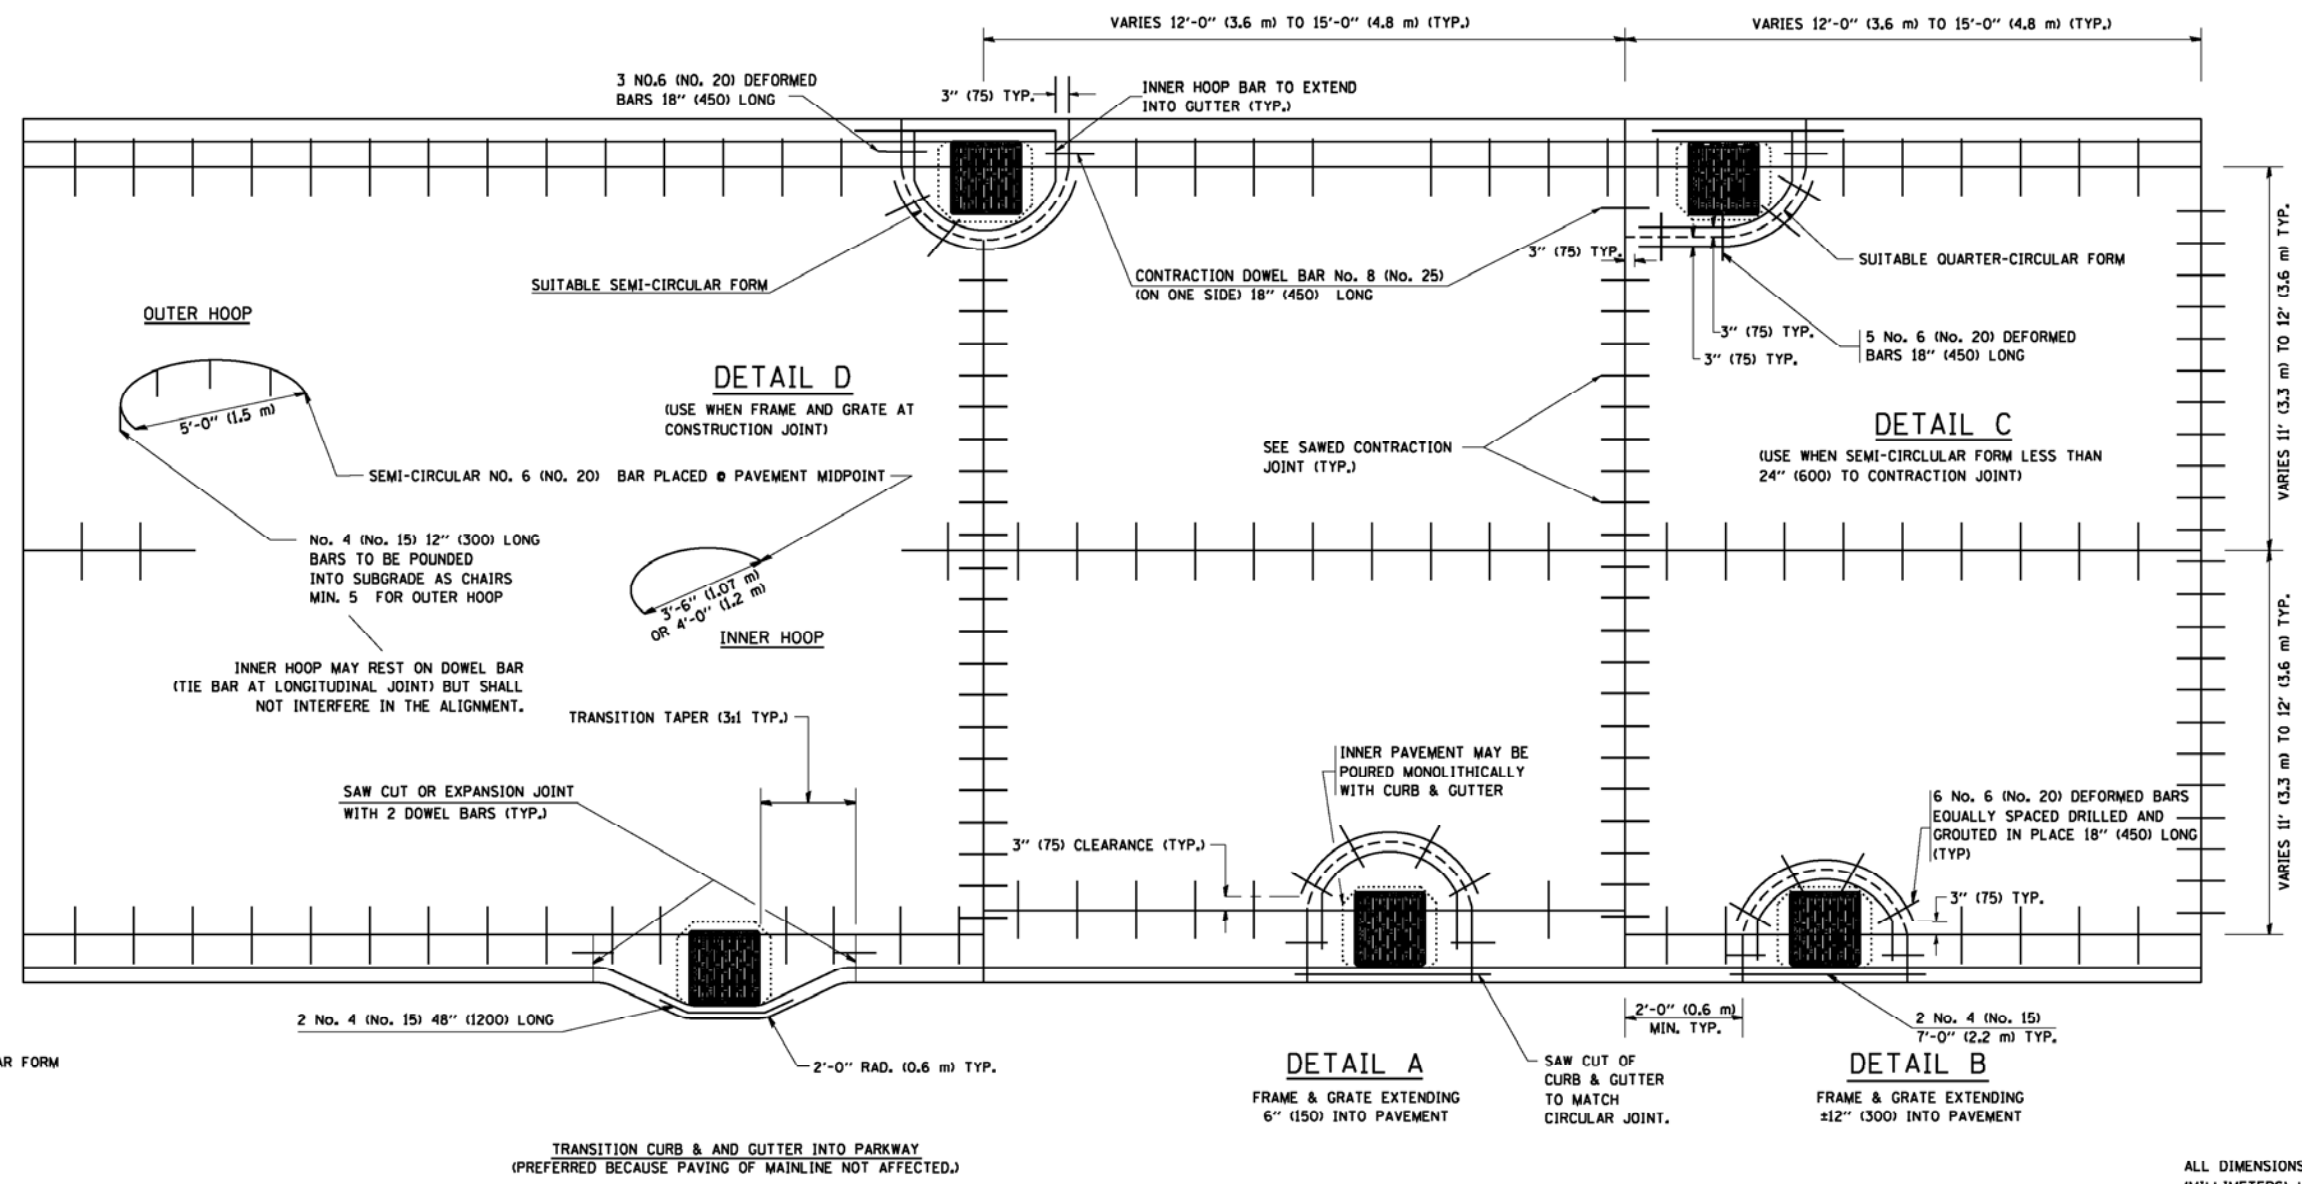 VARIES 12'-0" (3.6 m) TO 15'-0" (4.8 m) (TYP.)
VARIES 12'-0" (3.6 m) TO 15'-0" (4.8 m) (TYP.)
3 NO.6 (NO. 20) DEFORMED
BARS 18" (450) LONG
3" (75) TYP.
INNER HOOP BAR TO EXTEND
INTO GUTTER (TYP.)
SUITABLE SEMI-CIRCULAR FORM
CONTRACTION DOWEL BAR No. 8 (No. 25)
(ON ONE SIDE) 18" (450) LONG
3" (75) TYP.
SUITABLE QUARTER-CIRCULAR FORM
3" (75) TYP.
3" (75) TYP.
5 No. 6 (No. 20) DEFORMED
BARS 18" (450) LONG
VARIES 11' (3.3 m) TO 12' (3.6 m) TYP.
OUTER HOOP
5'-0" (1.5 m)
DETAIL D
(USE WHEN FRAME AND GRATE AT
CONSTRUCTION JOINT)
DETAIL C
(USE WHEN SEMI-CIRCLULAR FORM LESS THAN
24" (600) TO CONTRACTION JOINT)
SEE SAWED CONTRACTION
JOINT (TYP.)
SEMI-CIRCULAR NO. 6 (NO. 20) BAR PLACED @ PAVEMENT MIDPOINT
No. 4 (No. 15) 12" (300) LONG
BARS TO BE POUNDED
INTO SUBGRADE AS CHAIRS
MIN. 5 FOR OUTER HOOP
3'-6" (1.07 m)
OR 4'-0" (1.2 m)
INNER HOOP
INNER HOOP MAY REST ON DOWEL BAR
(TIE BAR AT LONGITUDINAL JOINT) BUT SHALL
NOT INTERFERE IN THE ALIGNMENT.
TRANSITION TAPER (3:1 TYP.)
SAW CUT OR EXPANSION JOINT
WITH 2 DOWEL BARS (TYP.)
INNER PAVEMENT MAY BE
POURED MONOLITHICALLY
WITH CURB & GUTTER
3" (75) CLEARANCE (TYP.)
6 No. 6 (No. 20) DEFORMED BARS
EQUALLY SPACED DRILLED AND
GROUTED IN PLACE 18" (450) LONG
(TYP)
3" (75) TYP.
VARIES 11' (3.3 m) TO 12' (3.6 m) TYP.
2 No. 4 (No. 15) 48" (1200) LONG
2'-0" RAD. (0.6 m) TYP.
2'-0" (0.6 m)
MIN. TYP.
2 No. 4 (No. 15)
7'-0" (2.2 m) TYP.
AR FORM
DETAIL A
FRAME & GRATE EXTENDING
6" (150) INTO PAVEMENT
SAW CUT OF
CURB & GUTTER
TO MATCH
CIRCULAR JOINT.
DETAIL B
FRAME & GRATE EXTENDING
±12" (300) INTO PAVEMENT
TRANSITION CURB & AND GUTTER INTO PARKWAY
(PREFERRED BECAUSE PAVING OF MAINLINE NOT AFFECTED.)
ALL DIMENSIONS